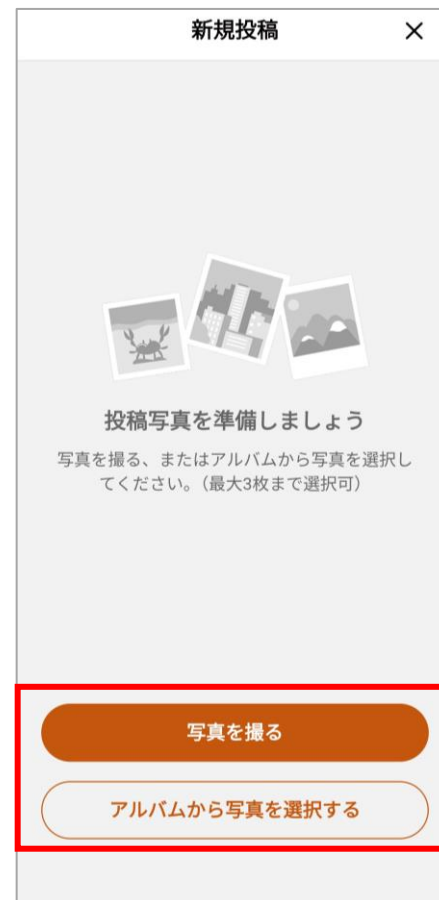 新規投稿
投稿写真を準備しましょう
写真を撮る、またはアルバムから写真を選択し
てください。（最大3枚まで選択可）
写真を撮る
アルバムから写真を選択する